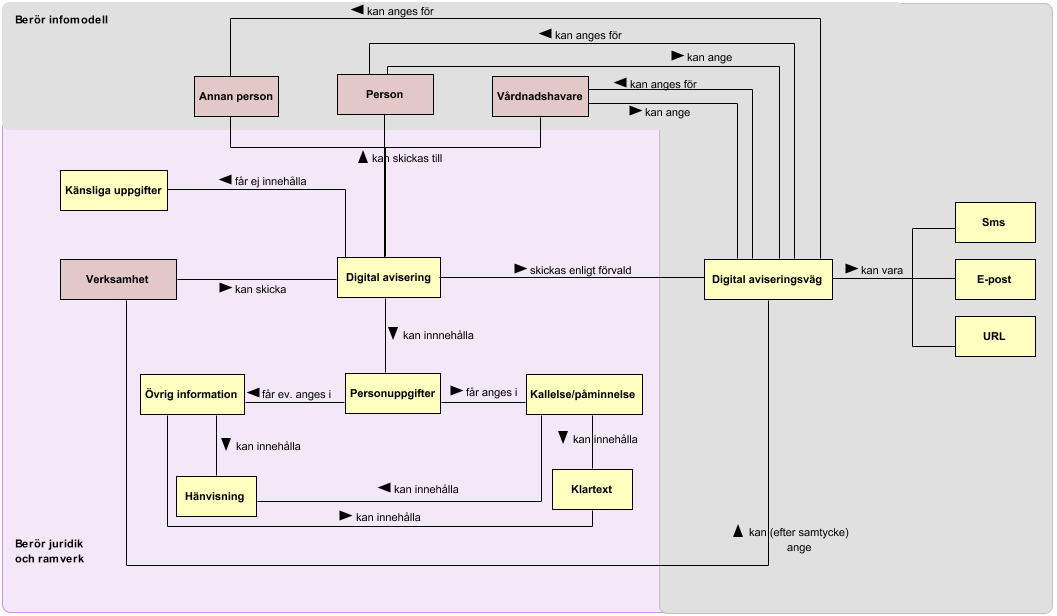 Berör infomodell
kan anges för
kan anges för
kan ange
Annan person
Person
Vårdnadshavare
kan anges för
kan ange
kan skickas till
Känsliga uppgifter
får ej innehålla
Sms
Verksamhet
kan skicka
Digital avisering
skickas enligt förvald
Digital aviseringsväg
kan vara
E-post
URL
kan innnehålla
Övrig information
får ev. anges i
Personuppgifter
får anges i
Kallelse/påminnelse
kan innehålla
kan innehålla
Hänvisning
kan innehålla
Klartext
kan innehålla
Berör juridik
och ramverk
kan (efter samtycke)
ange